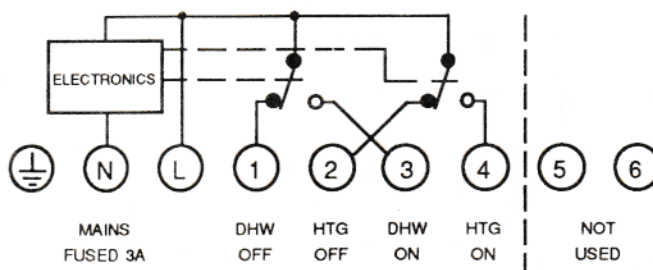 ELECTRONICS
N L 1 2 3 4 5 6
MAINS DHW HTG DHW HTG NOT
FUSED 3A OFF OFF ON ON USED